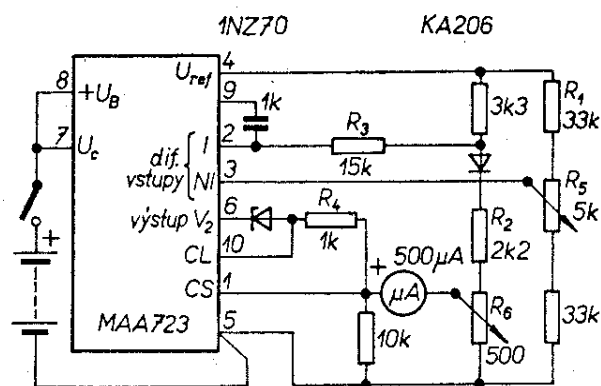 1NZ70 KA206
4
8 +U_B U_ref
9
3k3 R_1
33k
1k
7 U_c I 2 R_3
15k
dif.
vstupy NI 3
R_5
5k
výstup V_2 6 R_4
1k
R_2
2k2
CL 10
+ 500µA
CS 1 µA
R_6
500
33k
+
MAA723 5 10k